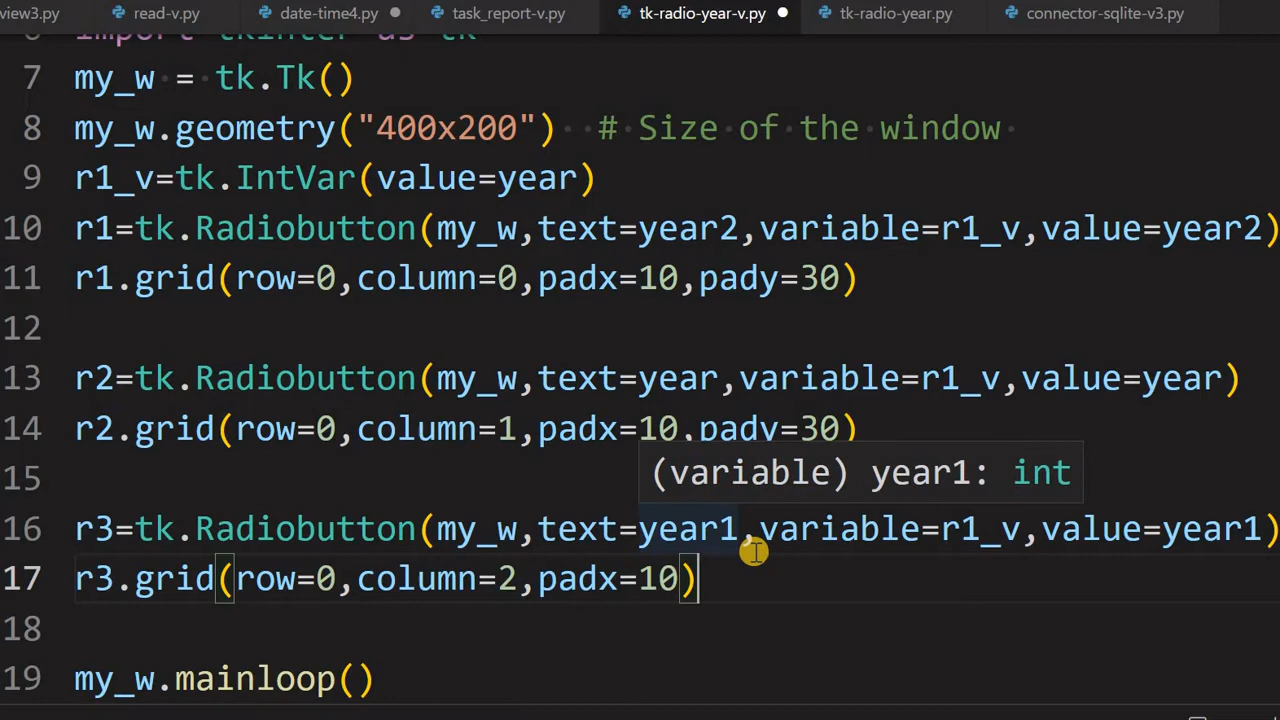 view3.py read-v.py date-time4.py task_report-v.py tk-radio-year-v.py tk-radio-year.py connector-sqlite-v3.py
6 import tkinter as tk
7 my_w = tk.Tk()
8 my_w.geometry("400x200")  # Size of the window
9 r1_v=tk.IntVar(value=year)
10 r1=tk.Radiobutton(my_w,text=year2,variable=r1_v,value=year2)
11 r1.grid(row=0,column=0,padx=10,pady=30)
12
13 r2=tk.Radiobutton(my_w,text=year,variable=r1_v,value=year)
14 r2.grid(row=0,column=1,padx=10,pady=30)
(variable) year1: int
15
16 r3=tk.Radiobutton(my_w,text=year1,variable=r1_v,value=year1)
17 r3.grid(row=0,column=2,padx=10)
18
19 my_w.mainloop()